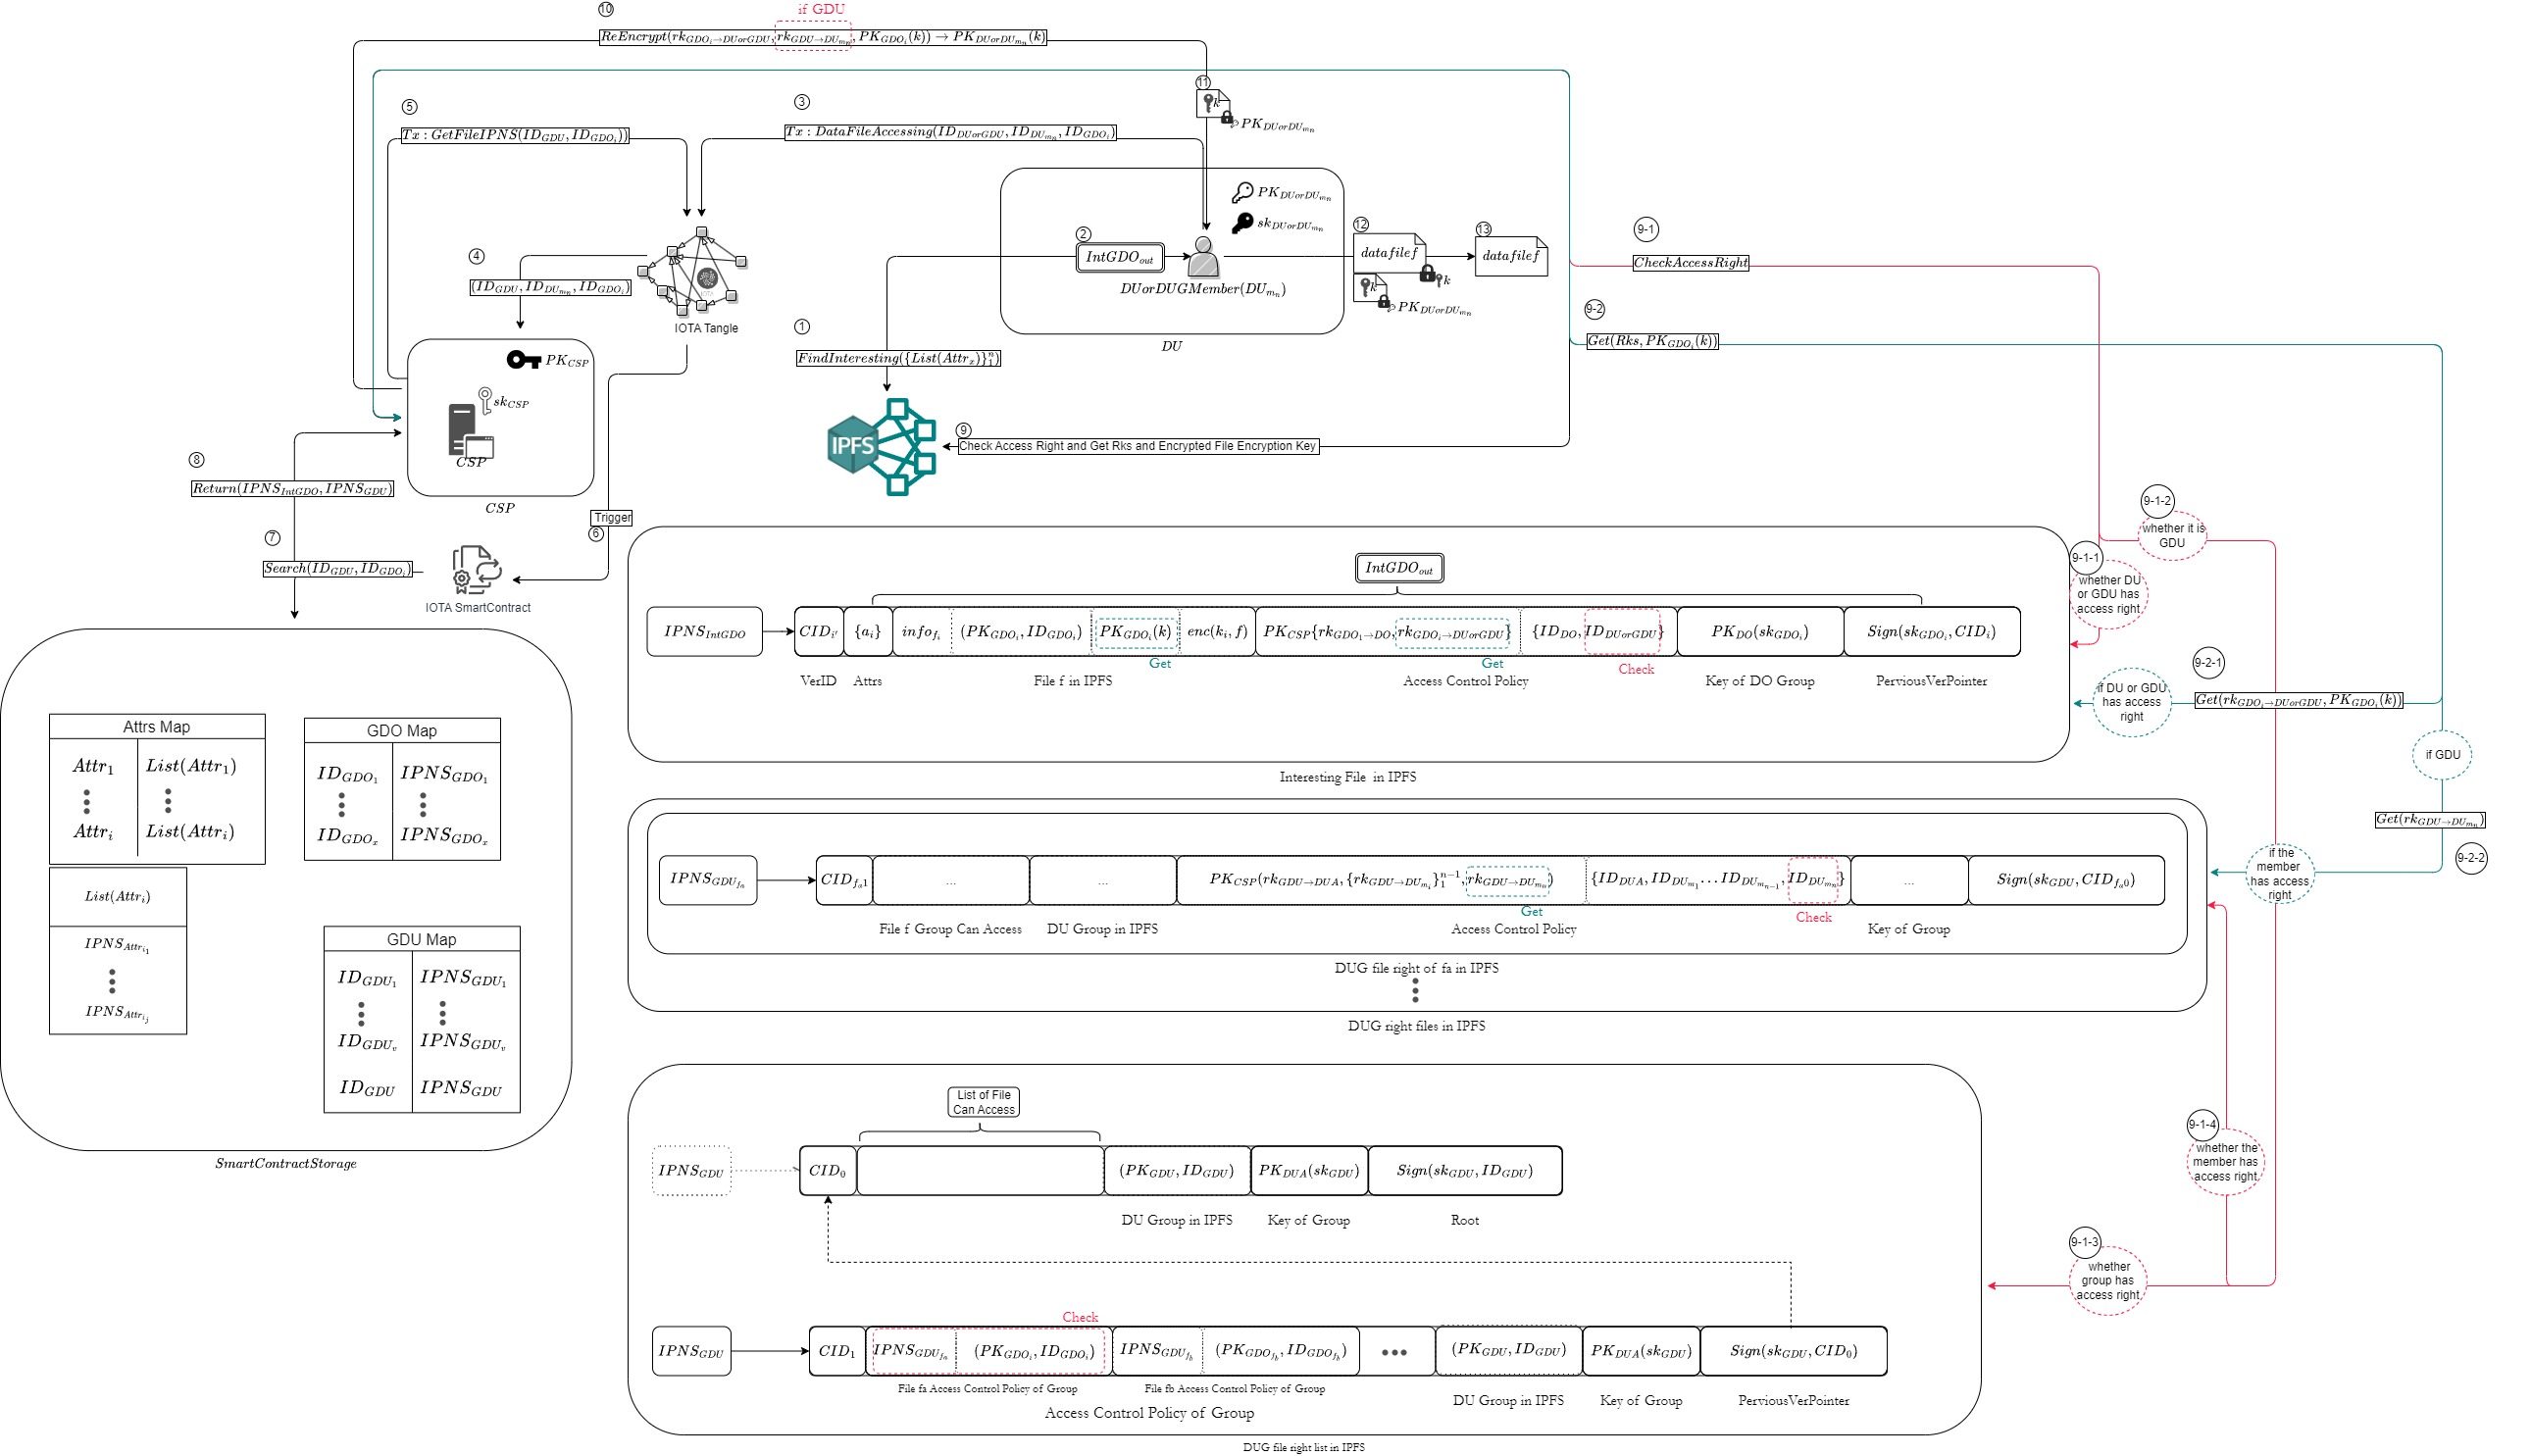 10
if GDU
ReEncrypt(rk_{GDO_i→DUorGDU}, rk_{GDU→DU_{m_n}}, PK_{GDO_i}(k)) → PK_{DUorDU_{m_n}}(k)
11
k
PK_{DUorDU_{m_n}}
5
Tx : GetFileIPNS(ID_{GDU}, ID_{GDO_i}))
3
Tx : DataFileAccessing(ID_{DUorGDU}, ID_{DU_{m_n}}, ID_{GDO_i})
PK_{DUorDU_{m_n}}
sk_{DUorDU_{m_n}}
2
IntGDO_{out}
DUorDUGMember(DU_{m_n})
DU
12
datafilef
k
k
PK_{DUorDU_{m_n}}
13
datafilef
4
(ID_{GDU}, ID_{DU_{m_n}}, ID_{GDO_i})
IOTA
IOTA Tangle
1
FindInteresting({List(Attr_x)}_1^n))
9-1
CheckAccessRight
9-2
Get(Rks, PK_{GDO_i}(k))
PK_{CSP}
sk_{CSP}
CSP
CSP
IPFS
9
Check Access Right and Get Rks and Encrypted File Encryption Key
8
Return(IPNS_{IntGDO}, IPNS_{GDU})
7
Search(ID_{GDU}, ID_{GDO_i})
Trigger
6
IOTA SmartContract
9-1-2
whether it is
GDU
9-1-1
whether DU
or GDU has
access right
IntGDO_{out}
IPNS_{IntGDO}
CID_{i'}
{a_i}
info_{f_i}
(PK_{GDO_i}, ID_{GDO_i})
PK_{GDO_i}(k)
enc(k_i, f)
PK_{CSP}{rk_{GDO_1→DO}, rk_{GDO_i→DUorGDU}}
{ID_{DO}, ID_{DUorGDU}}
PK_{DO}(sk_{GDO_i})
Sign(sk_{GDO_i}, CID_i)
Get
Get
Check
VerID
Attrs
File f in IPFS
Access Control Policy
Key of DO Group
PerviousVerPointer
Interesting File in IPFS
9-2-1
if DU or GDU
has access
right
Get(rk_{GDO_i→DUorGDU}, PK_{GDO_i}(k))
if GDU
Get(rk_{GDU→DU_{m_n}})
9-2-2
if the
member
has access
right
Attrs Map
Attr_1
List(Attr_1)
Attr_i
List(Attr_i)
List(Attr_i)
IPNS_{Attr_{i_1}}
IPNS_{Attr_{i_j}}
GDO Map
ID_{GDO_1}
IPNS_{GDO_1}
ID_{GDO_x}
IPNS_{GDO_x}
GDU Map
ID_{GDU_1}
IPNS_{GDU_1}
ID_{GDU_v}
IPNS_{GDU_v}
ID_{GDU}
IPNS_{GDU}
SmartContractStorage
IPNS_{GDU_{f_a}}
CID_{f_a1}
...
...
PK_{CSP}(rk_{GDU→DUA}, {rk_{GDU→DU_{m_i}}}_1^{n-1}, rk_{GDU→DU_{m_n}})
{ID_{DUA}, ID_{DU_{m_1}} ... ID_{DU_{m_{n-1}}}, ID_{DU_{m_n}}}
...
Sign(sk_{GDU}, CID_{f_a0})
Get
Check
File f Group Can Access
DU Group in IPFS
Access Control Policy
Key of Group
DUG file right of fa in IPFS
DUG right files in IPFS
List of File
Can Access
IPNS_{GDU}
CID_0
(PK_{GDU}, ID_{GDU})
PK_{DUA}(sk_{GDU})
Sign(sk_{GDU}, ID_{GDU})
DU Group in IPFS
Key of Group
Root
9-1-4
whether the
member has
access right
9-1-3
whether
group has
access right
Check
IPNS_{GDU}
CID_1
IPNS_{GDU_{f_a}}
(PK_{GDO_i}, ID_{GDO_i})
IPNS_{GDU_{f_b}}
(PK_{GDO_{f_b}}, ID_{GDO_{f_b}})
(PK_{GDU}, ID_{GDU})
PK_{DUA}(sk_{GDU})
Sign(sk_{GDU}, CID_0)
File fa Access Control Policy of Group
File fb Access Control Policy of Group
DU Group in IPFS
Key of Group
PerviousVerPointer
Access Control Policy of Group
DUG file right list in IPFS